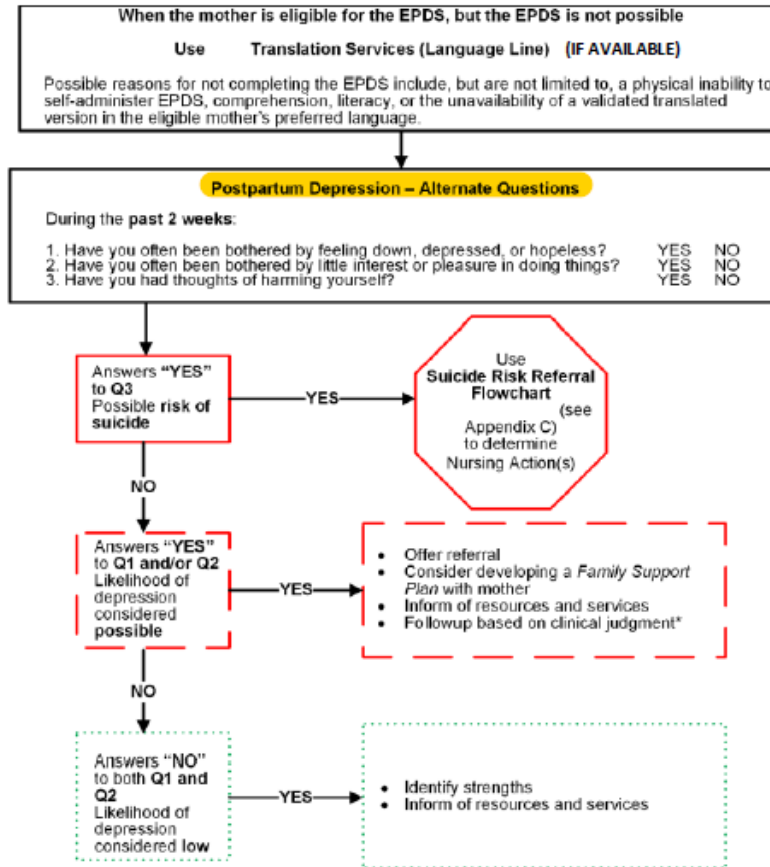 When the mother is eligible for the EPDS, but the EPDS is not possible
Use Translation Services (Language Line) (IF AVAILABLE)
Possible reasons for not completing the EPDS include, but are not limited to, a physical inability to
self-administer EPDS, comprehension, literacy, or the unavailability of a validated translated
version in the eligible mother's preferred language.
Postpartum Depression – Alternate Questions
During the past 2 weeks:
1. Have you often been bothered by feeling down, depressed, or hopeless? YES NO
2. Have you often been bothered by little interest or pleasure in doing things? YES NO
3. Have you had thoughts of harming yourself? YES NO
Answers "YES"
to Q3
Possible risk of
suicide
YES
Use
Suicide Risk Referral
Flowchart
(see
Appendix C)
to determine
Nursing Action(s)
NO
Answers "YES"
to Q1 and/or Q2
Likelihood of
depression
considered
possible
YES
• Offer referral
• Consider developing a Family Support
Plan with mother
• Inform of resources and services
• Followup based on clinical judgment*
NO
Answers "NO"
to both Q1 and
Q2
Likelihood of
depression
considered low
YES
• Identify strengths
• Inform of resources and services